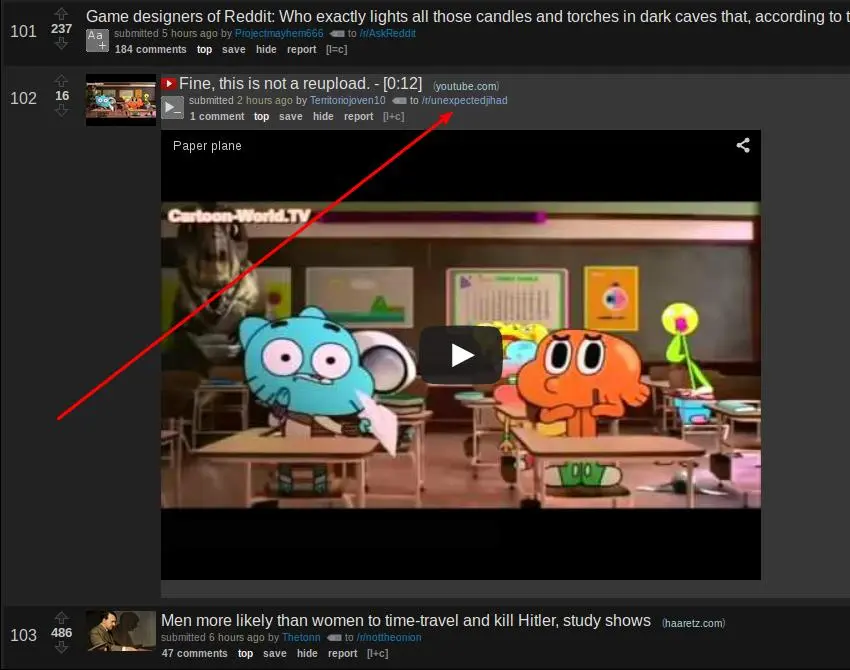 101
237
Aa
+
Game designers of Reddit: Who exactly lights all those candles and torches in dark caves that, according to t
submitted 5 hours ago by Projectmayhem666 to /r/AskReddit
184 comments top save hide report [l=c]
102
16
Fine, this is not a reupload. - [0:12] (youtube.com)
submitted 2 hours ago by Territoriojoven10 to /r/unexpectedjihad
1 comment top save hide report [l+c]
Paper plane
Cartoon-World.TV
103
486
Men more likely than women to time-travel and kill Hitler, study shows (haaretz.com)
submitted 6 hours ago by Thetonn to /r/nottheonion
47 comments top save hide report [l+c]